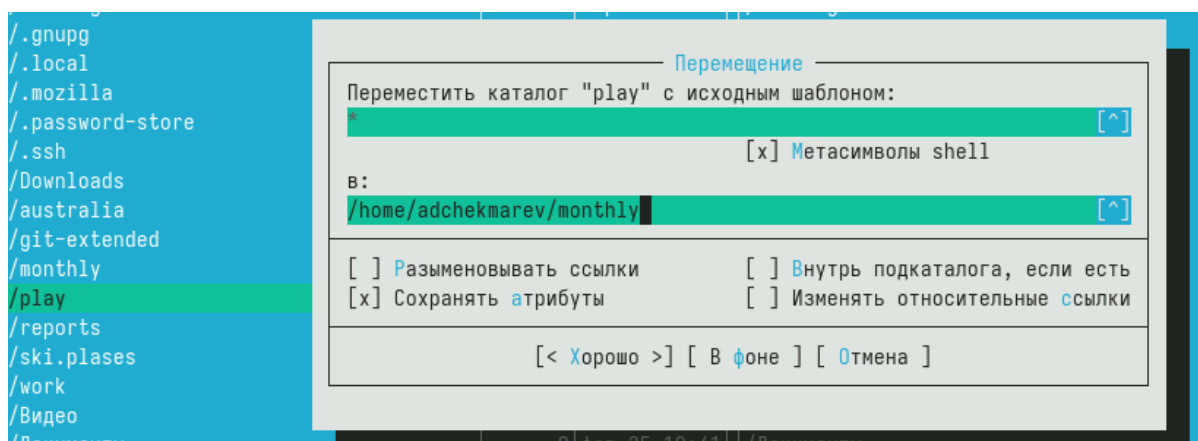 /.gnupg
/.local
/.mozilla
/.password-store
/.ssh
/Downloads
/australia
/git-extended
/monthly
/play
/reports
/ski.plases
/work
/Видео
Перемещение
Переместить каталог "play" с исходным шаблоном:
* [^]
[x] Метасимволы shell
в:
/home/adchekmarev/monthly [^]
[ ] Разыменовывать ссылки [ ] Внутрь подкаталога, если есть
[x] Сохранять атрибуты [ ] Изменять относительные ссылки
[< Хорошо >] [ В фоне ] [ Отмена ]